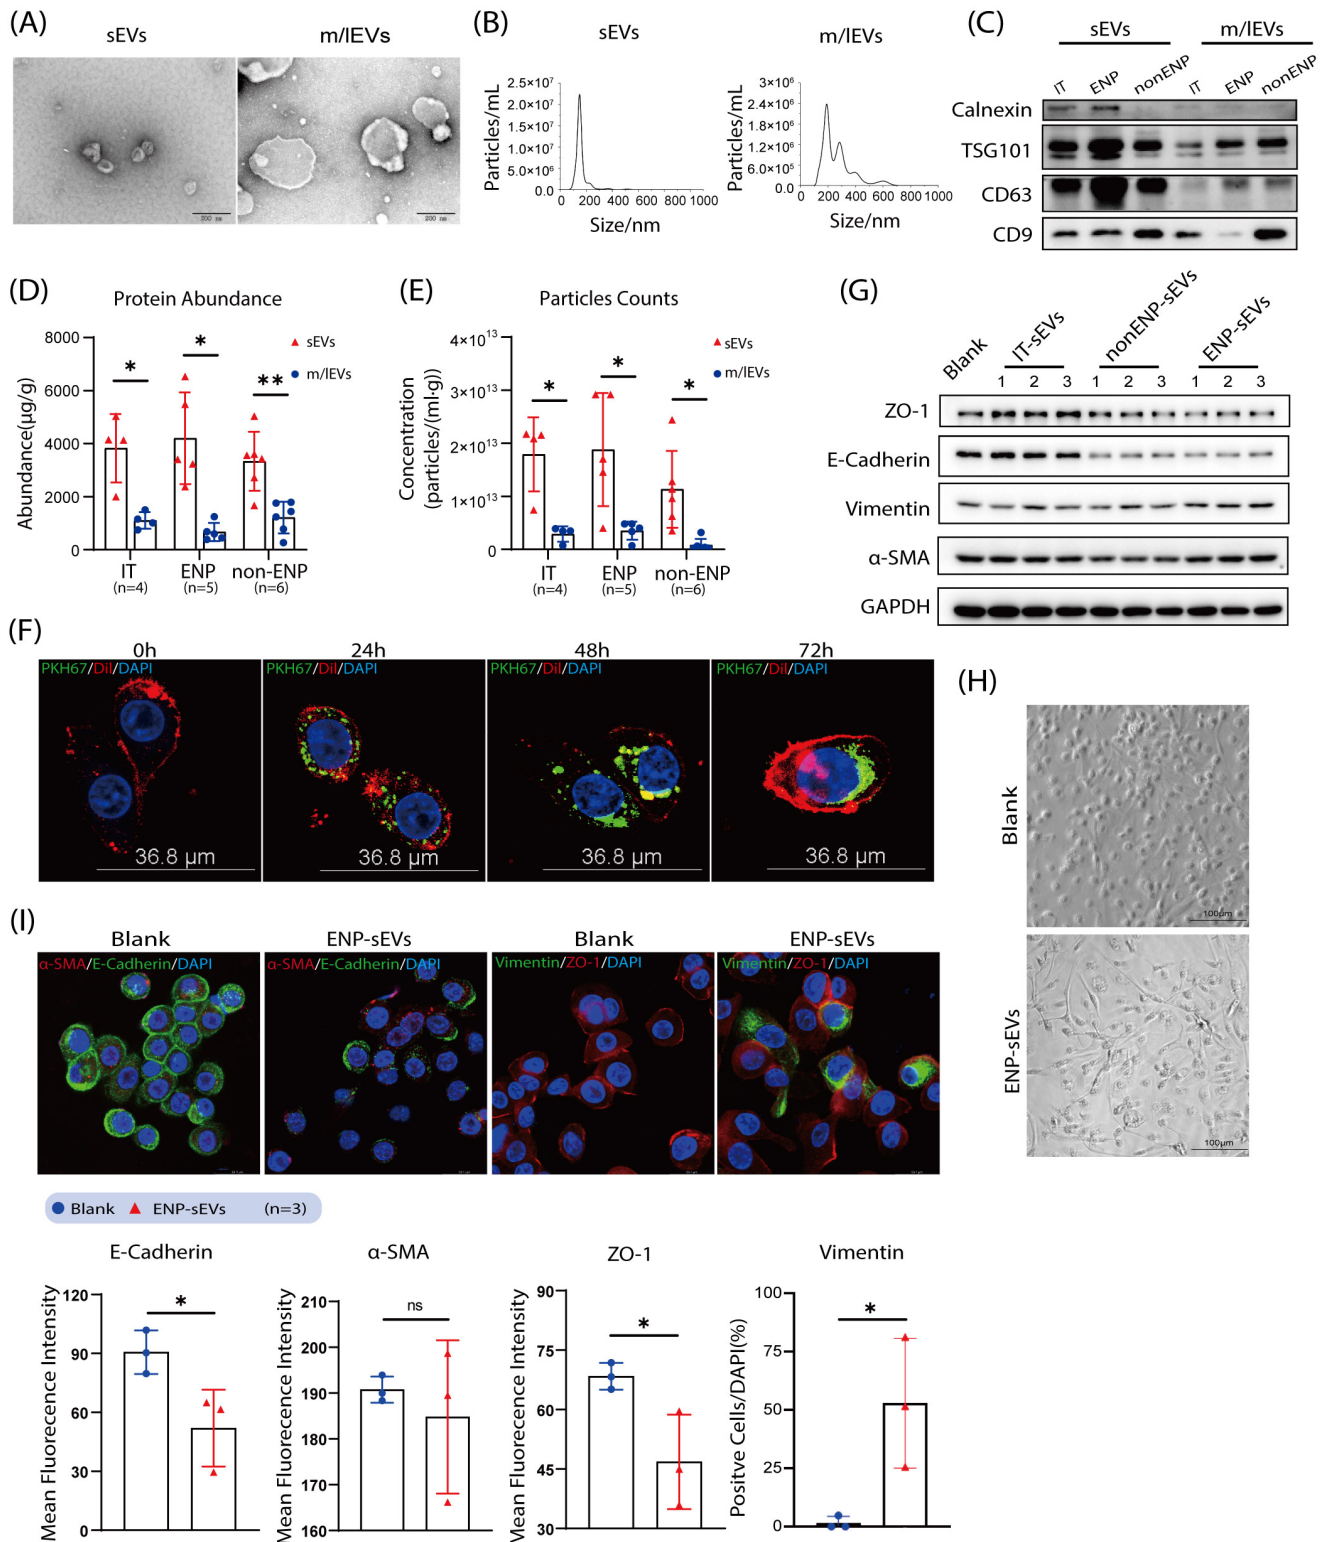 (A)
sEVs
m/lEVs
200 nm
200 nm
(B)
sEVs
m/lEVs
Particles/mL
2.5×10⁷
2.0×10⁷
1.5×10⁷
1.0×10⁷
5.0×10⁶
0.0
0 200 400 600 800 1000
Size/nm
Particles/mL
3×10⁶
2.4×10⁶
1.8×10⁶
1.2×10⁶
6.0×10⁵
0
0 200 400 600 800 1000
Size/nm
(C)
sEVs
m/lEVs
IT ENP nonENP IT ENP nonENP
Calnexin
TSG101
CD63
CD9
(D)
Protein Abundance
Abundance(μg/g)
8000
6000
4000
2000
0
* * **
sEVs
m/lEVs
IT ENP non-ENP
(n=4) (n=5) (n=6)
(E)
Particles Counts
Concentration
(particles/(ml·g))
4×10¹³
3×10¹³
2×10¹³
1×10¹³
0
* * *
sEVs
m/lEVs
IT ENP non-ENP
(n=4) (n=5) (n=6)
(G)
Blank IT-sEVs nonENP-sEVs ENP-sEVs
1 2 3 1 2 3 1 2 3
ZO-1
E-Cadherin
Vimentin
α-SMA
GAPDH
(F)
0h 24h 48h 72h
PKH67/Dil/DAPI PKH67/Dil/DAPI PKH67/Dil/DAPI PKH67/Dil/DAPI
36.8 μm 36.8 μm 36.8 μm 36.8 μm
(H)
Blank
100μm
ENP-sEVs
100μm
(I)
Blank ENP-sEVs Blank ENP-sEVs
α-SMA/E-Cadherin/DAPI α-SMA/E-Cadherin/DAPI Vimentin/ZO-1/DAPI Vimentin/ZO-1/DAPI
Blank ENP-sEVs (n=3)
E-Cadherin
Mean Fluorecence Intensity
120
90
60
30
0
*
α-SMA
Mean Fluorecence Intensity
210
200
190
180
170
160
ns
ZO-1
Mean Fluorecence Intensity
90
75
60
45
30
*
Vimentin
Positve Cells/DAPI(%)
100
75
50
25
0
*